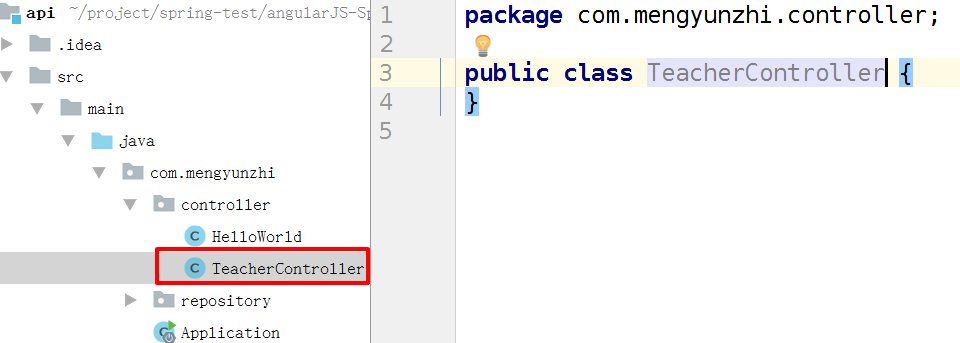 api ~/project/spring-test/angularJS-Sp
.idea
src
main
java
com.mengyunzhi
controller
HelloWorld
TeacherController
repository
Application
1 package com.mengyunzhi.controller;
2
3 public class TeacherController {
4 }
5